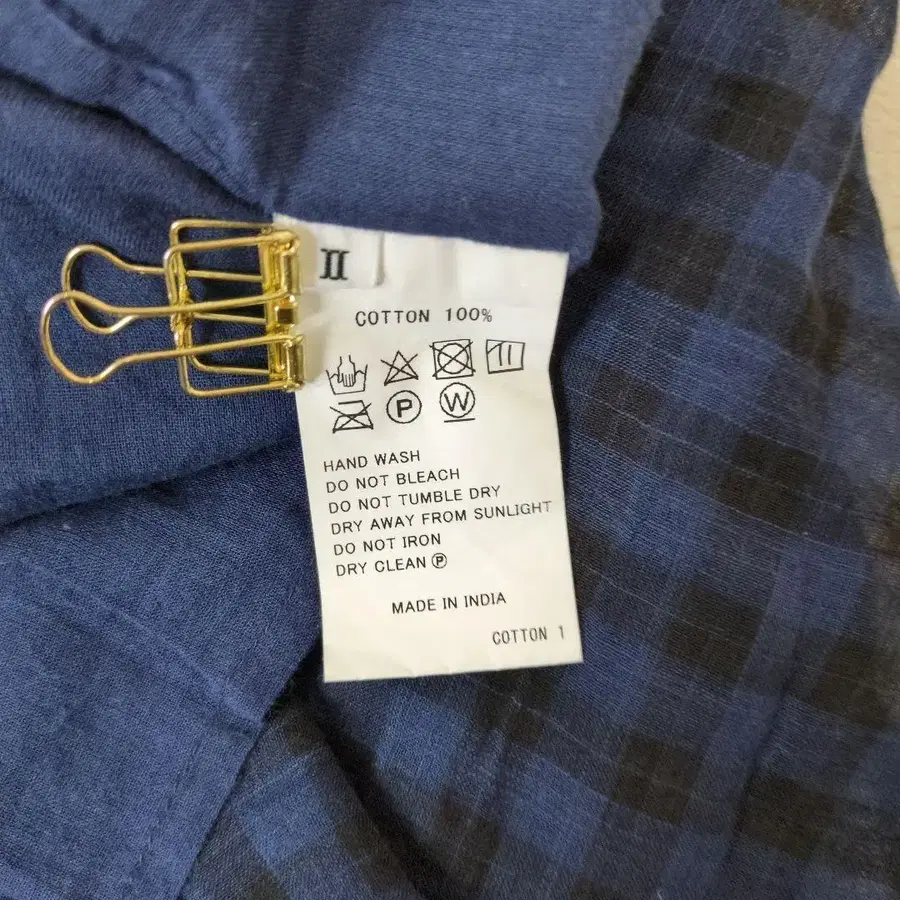 II
COTTON 100%
P W
HAND WASH
DO NOT BLEACH
DO NOT TUMBLE DRY
DRY AWAY FROM SUNLIGHT
DO NOT IRON
DRY CLEAN Ⓟ
MADE IN INDIA
COTTON 1